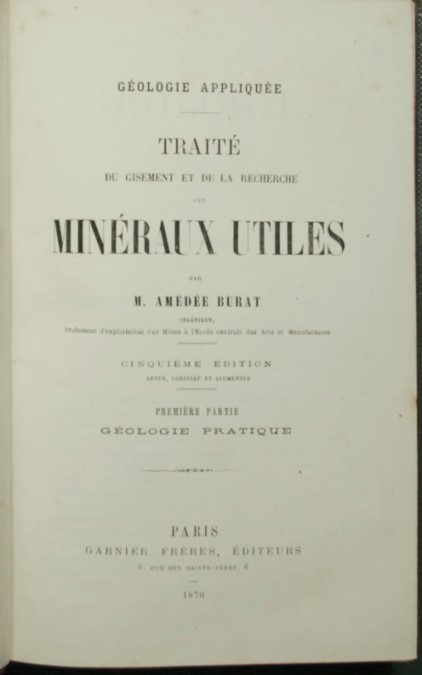 GÉOLOGIE APPLIQUÉE
TRAITÉ
DU GISEMENT ET DE LA RECHERCHE
DES
MINÉRAUX UTILES
PAR
M. AMÉDÉE BURAT
INGÉNIEUR,
Professeur d'exploitation des Mines à l'École centrale des Arts et Manufactures
CINQUIÈME ÉDITION
REVUE, CORRIGÉE ET AUGMENTÉE
PREMIÈRE PARTIE
GÉOLOGIE PRATIQUE
PARIS
GARNIER FRÈRES, ÉDITEURS
6, RUE DES SAINTS-PÈRES, 6
1870